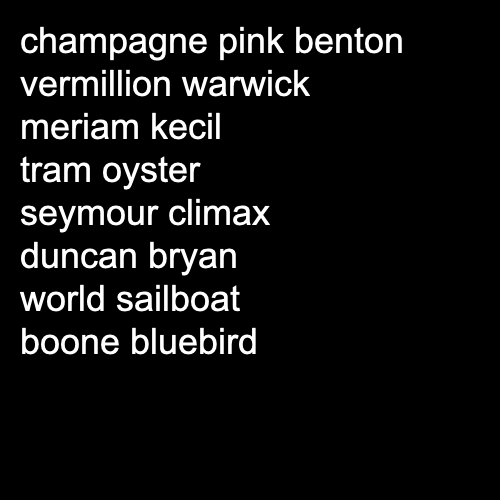 champagne pink benton
vermillion warwick
meriam kecil
tram oyster
seymour climax
duncan bryan
world sailboat
boone bluebird